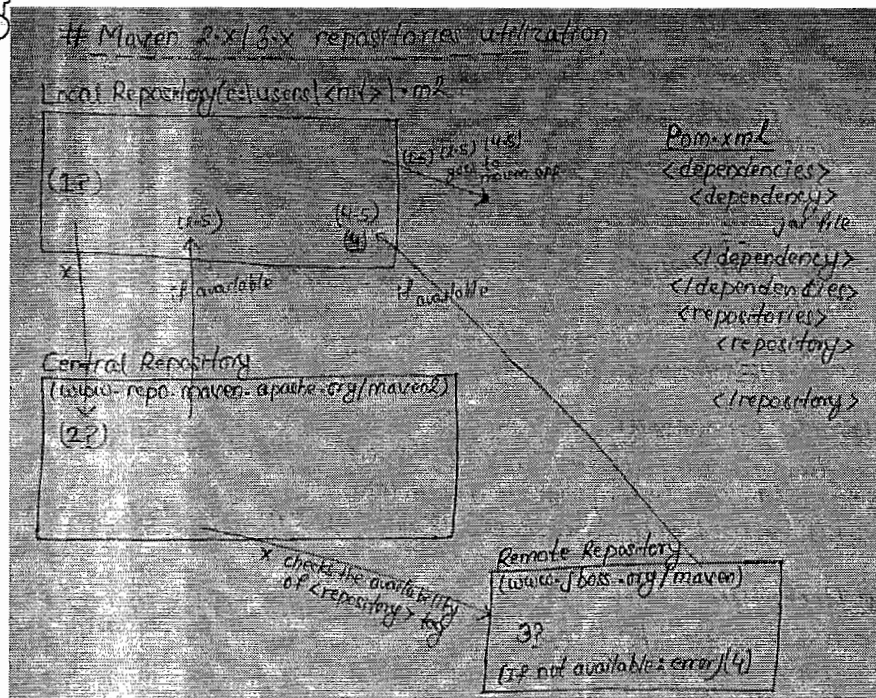 # Maven 2.x/3.x repositories utilization
Local Repository(c:\users\<nit>)\.m2
(1?)
(2.5)
(4.5)
(4)
(1.5) (2.5) (4.5)
goes to
maven app
x
if available
if available
Central Repository
(www.repo.maven.apache.org/maven2)
(2?)
x checks the availability
of <repository> tag
Remote Repository
(www.jboss.org/maven)
3?
(If not available: error)(4)
Pom.xml
<dependencies>
<dependency>
jar file
</dependency>
</dependencies>
<repositories>
<repository>
</repository>